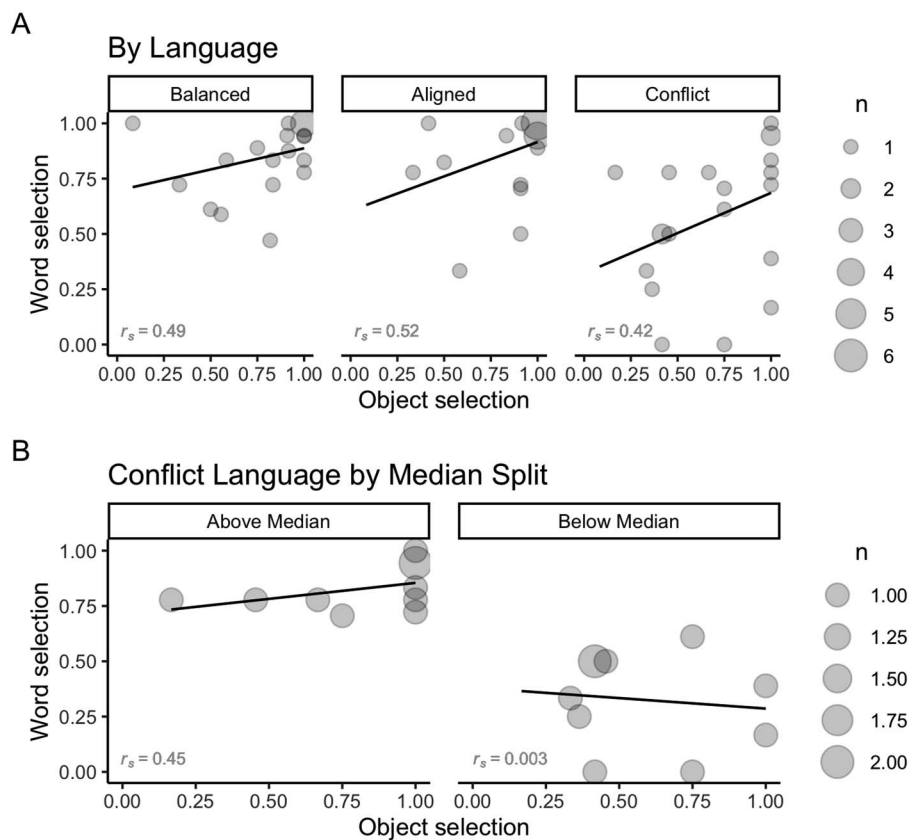 A
By Language
Balanced Aligned Conflict
1.00
0.75
0.50
0.25
0.00
Word selection
rs = 0.49 rs = 0.52 rs = 0.42
0.00 0.25 0.50 0.75 1.00 0.00 0.25 0.50 0.75 1.00 0.00 0.25 0.50 0.75 1.00
Object selection
n
1
2
3
4
5
6
B
Conflict Language by Median Split
Above Median Below Median
1.00
0.75
0.50
0.25
0.00
Word selection
rs = 0.45 rs = 0.003
0.00 0.25 0.50 0.75 1.00 0.00 0.25 0.50 0.75 1.00
Object selection
n
1.00
1.25
1.50
1.75
2.00